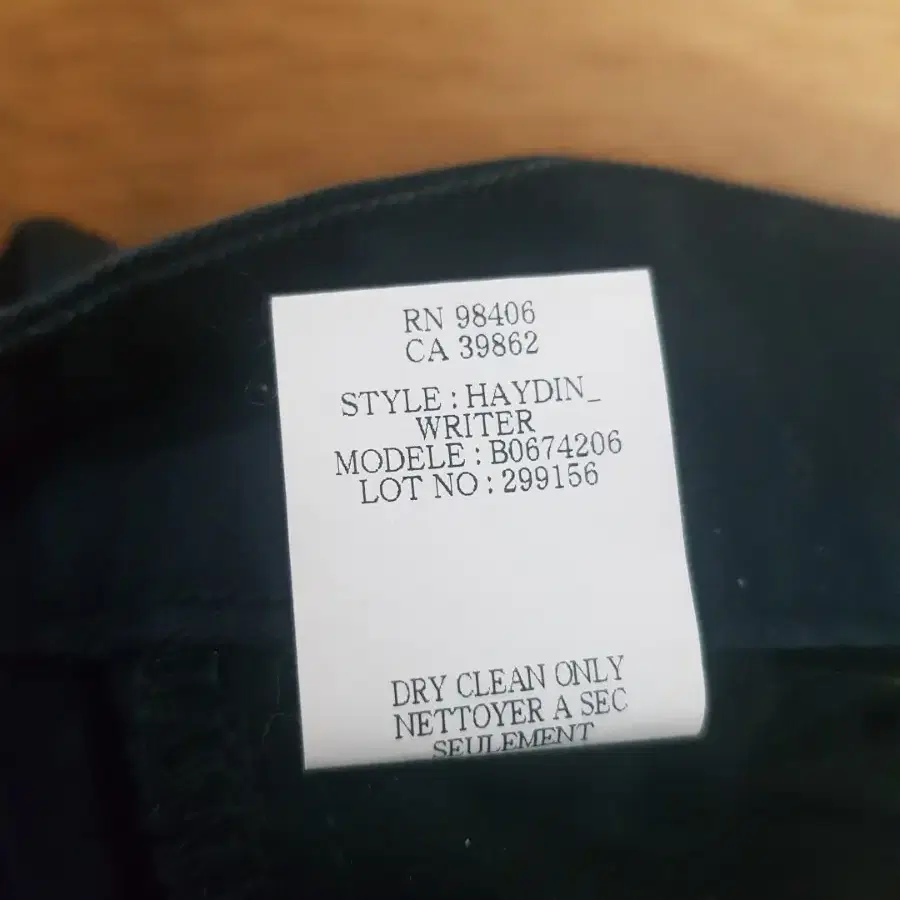 RN 98406
CA 39862
STYLE : HAYDIN_
WRITER
MODELE : B0674206
LOT NO : 299156
DRY CLEAN ONLY
NETTOYER A SEC
SEULEMENT